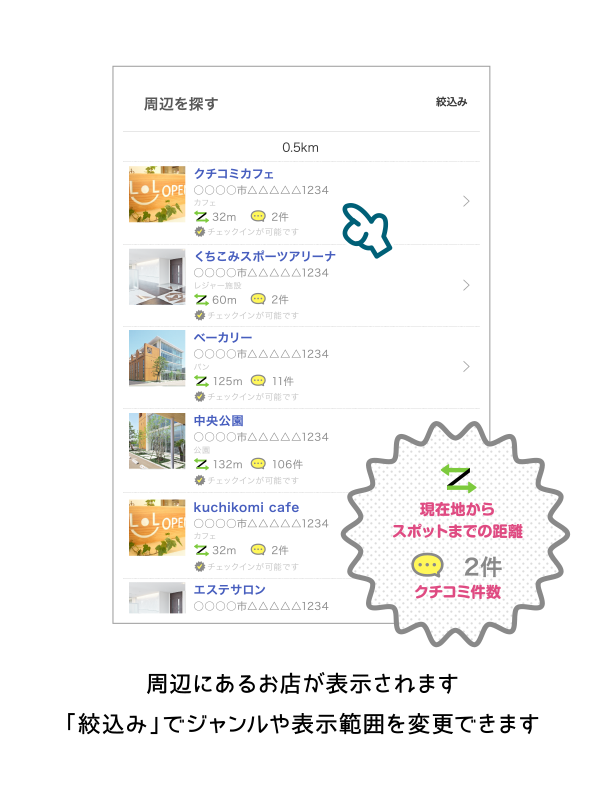 周辺を探す
絞込み
0.5km
クチコミカフェ
○○○○市△△△△△1234
カフェ
32m 2件
チェックインが可能です
くちこみスポーツアリーナ
○○○○市△△△△△1234
レジャー施設
60m 2件
チェックインが可能です
ベーカリー
○○○○市△△△△△1234
パン
125m 11件
チェックインが可能です
中央公園
○○○○市△△△△△1234
公園
132m 106件
チェックインが可能です
kuchikomi cafe
○○○○市△△△△△1234
カフェ
32m 2件
チェックインが可能です
エステサロン
○○○○市△△△△△1234
現在地から
スポットまでの距離
2件
クチコミ件数
周辺にあるお店が表示されます
「絞込み」でジャンルや表示範囲を変更できます